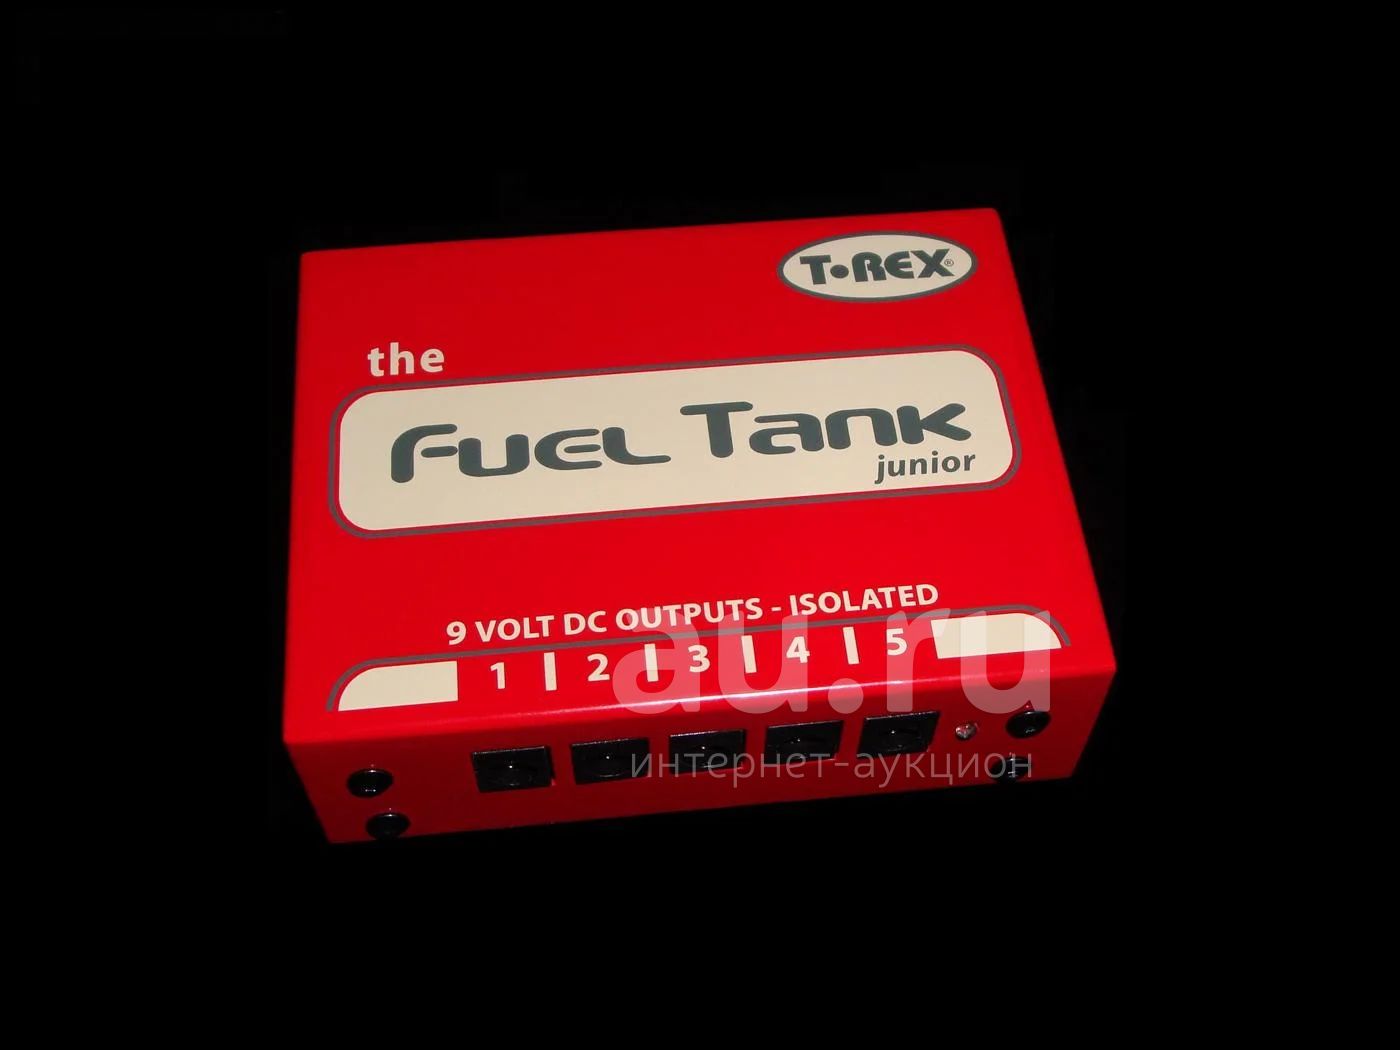 T•REX®
the
Fuel Tank
junior
9 VOLT DC OUTPUTS - ISOLATED
1 | 2 | 3 | 4 | 5
au.ru
интернет-аукцион